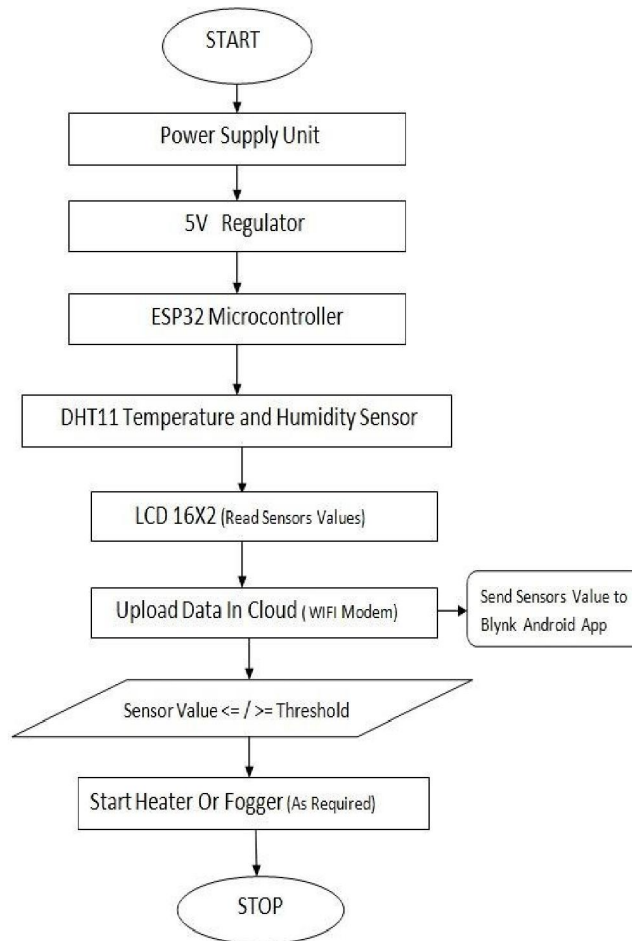 START
Power Supply Unit
5V Regulator
ESP32 Microcontroller
DHT11 Temperature and Humidity Sensor
LCD 16X2 (Read Sensors Values)
Upload Data In Cloud ( WIFI Modem)
Send Sensors Value to
Blynk Android App
Sensor Value <= / >= Threshold
Start Heater Or Fogger (As Required)
STOP